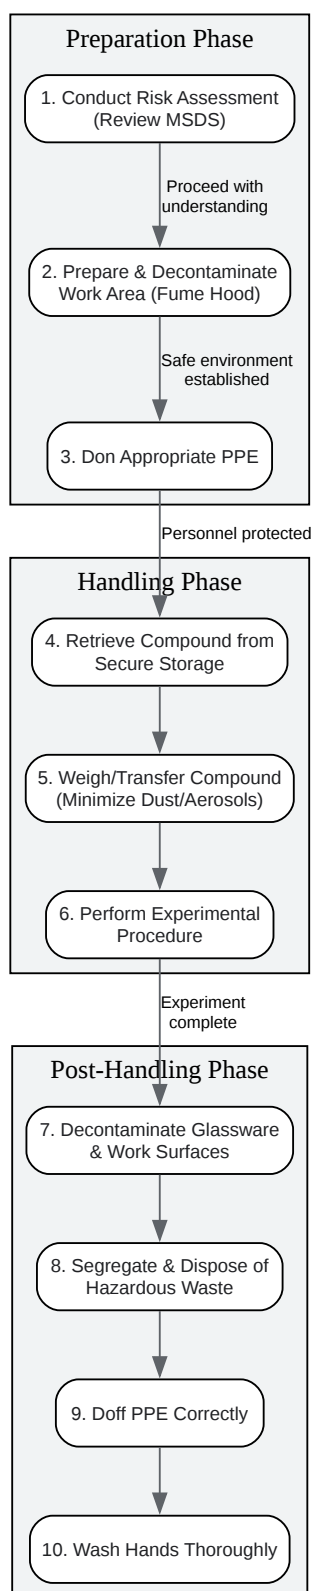 Preparation Phase
1. Conduct Risk Assessment
(Review MSDS)
Proceed with
understanding
2. Prepare & Decontaminate
Work Area (Fume Hood)
Safe environment
established
3. Don Appropriate PPE
Personnel protected
Handling Phase
4. Retrieve Compound from
Secure Storage
5. Weigh/Transfer Compound
(Minimize Dust/Aerosols)
6. Perform Experimental
Procedure
Experiment
complete
Post-Handling Phase
7. Decontaminate Glassware
& Work Surfaces
8. Segregate & Dispose of
Hazardous Waste
9. Doff PPE Correctly
10. Wash Hands Thoroughly